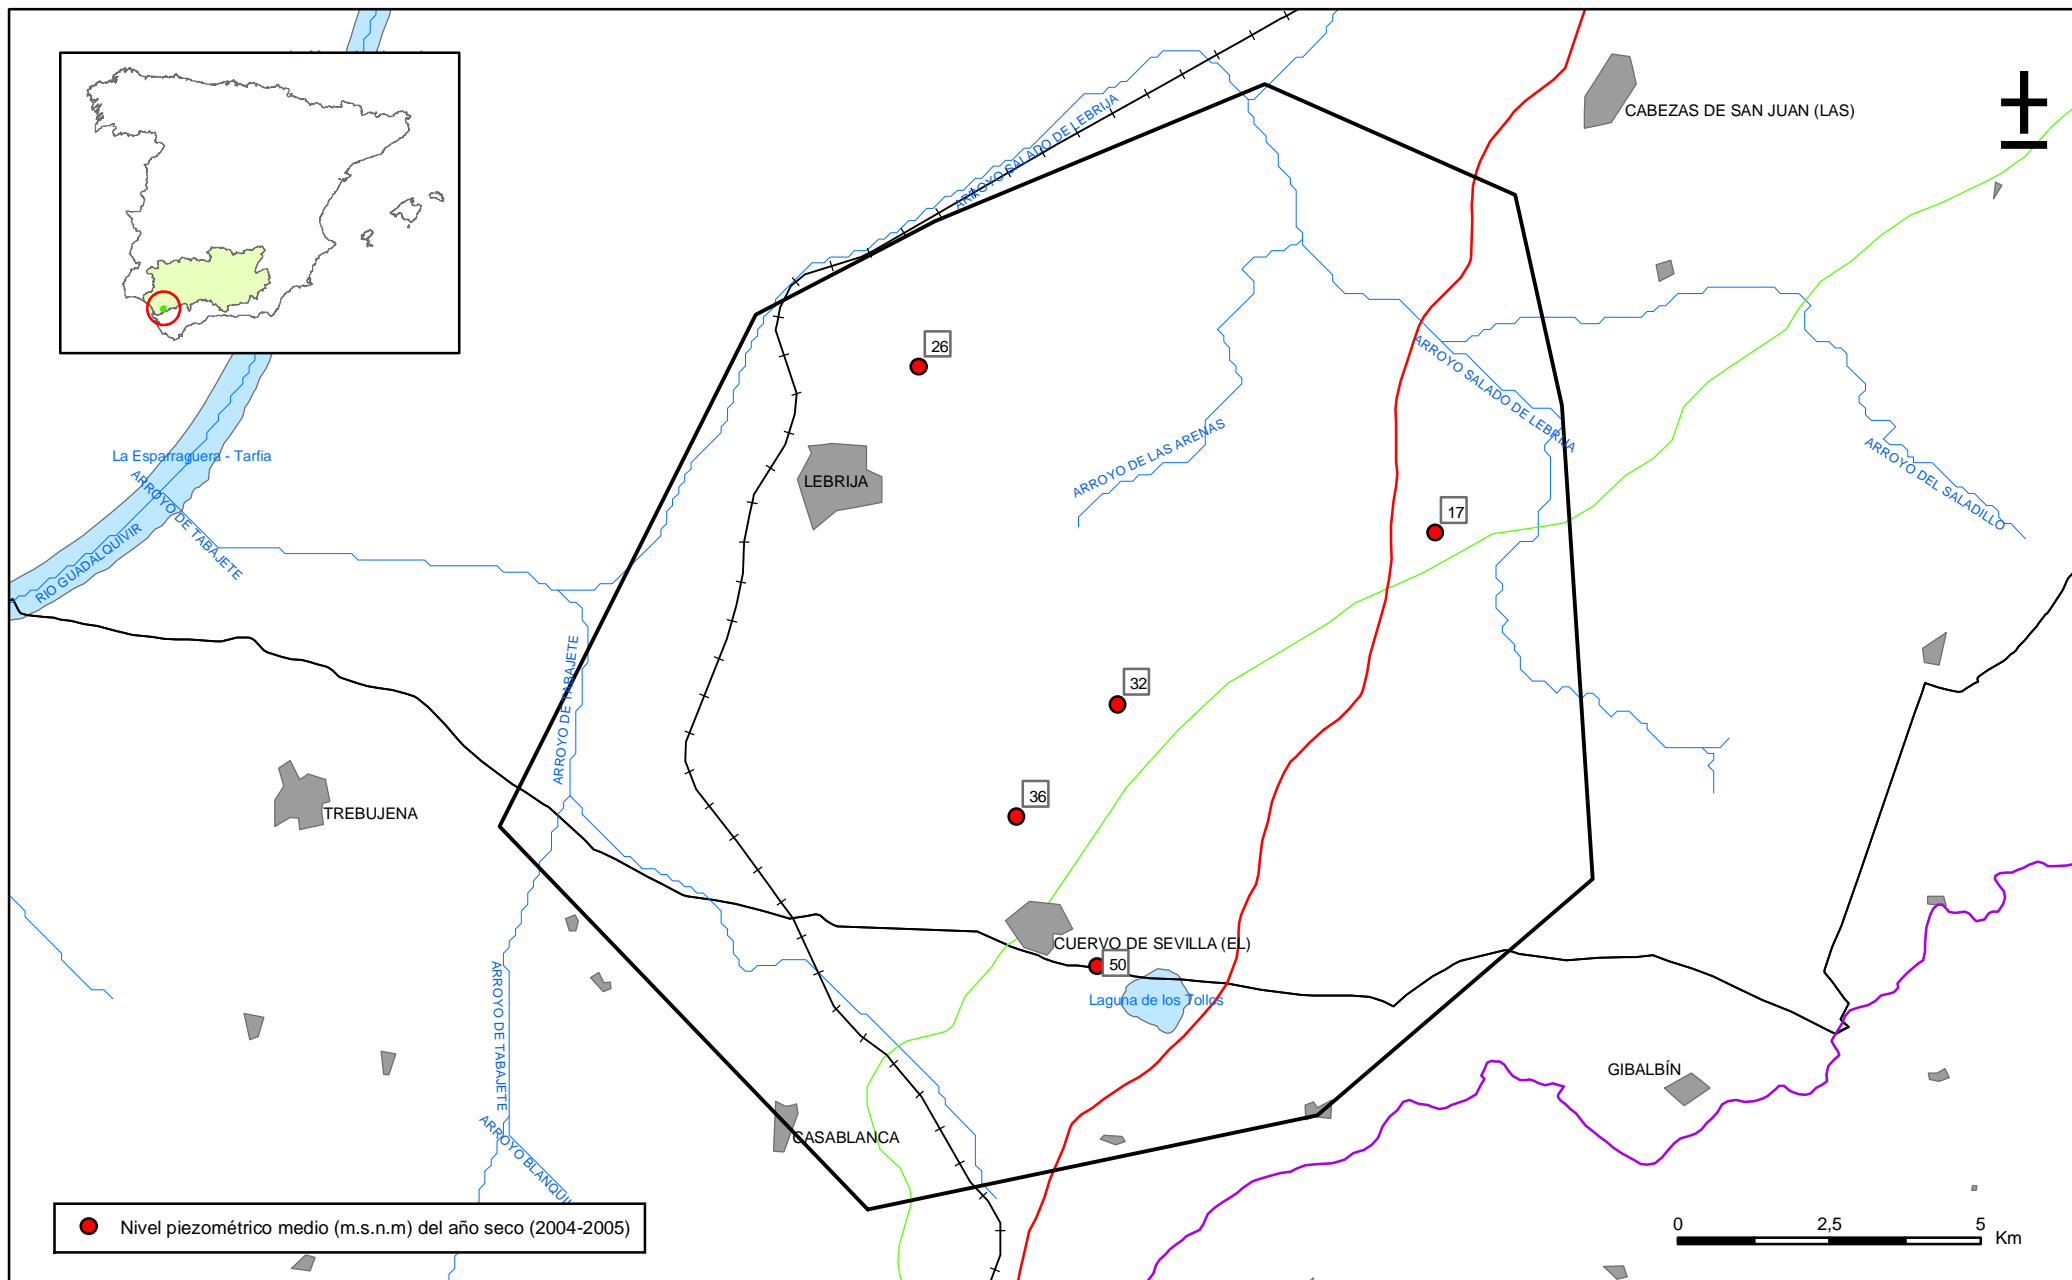 CABEZAS DE SAN JUAN (LAS)
ARROYO SALADO DE LEBRIJA
26
ARROYO SALADO DE LEBRIJA
ARROYO DE LAS ARENAS
La Esparraguera - Tarfia
ARROYO DE TABAJETE
LEBRIJA
ARROYO DEL SALADILLO
17
RIO GUADALQUIVIR
ARROYO DE TABAJETE
32
36
TREBUJENA
CUERVO DE SEVILLA (EL)
50
Laguna de los Tollos
ARROYO DE TABAJETE
GIBALBÍN
CASABLANCA
ARROYO BLANQUI
Nivel piezométrico medio (m.s.n.m) del año seco (2004-2005)
0 2,5 5
Km